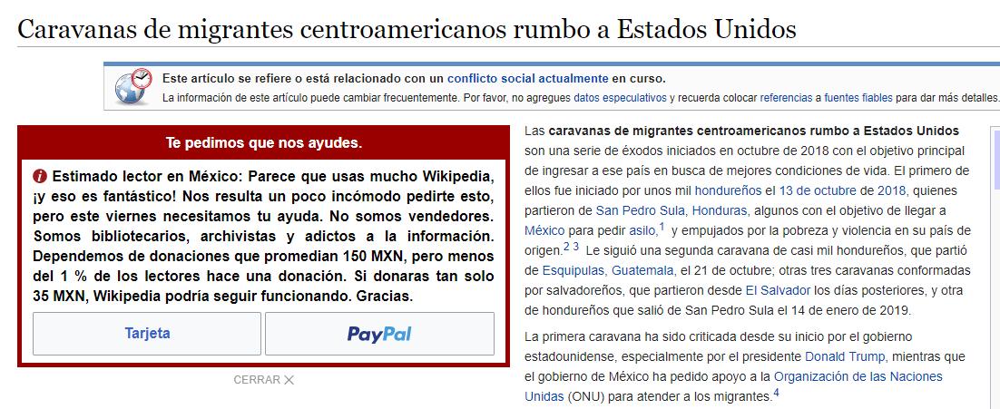 Caravanas de migrantes centroamericanos rumbo a Estados Unidos
Este artículo se refiere o está relacionado con un conflicto social actualmente en curso.
La información de este artículo puede cambiar frecuentemente. Por favor, no agregues datos especulativos y recuerda colocar referencias a fuentes fiables para dar más detalles.
Te pedimos que nos ayudes.
Estimado lector en México: Parece que usas mucho Wikipedia,
¡y eso es fantástico! Nos resulta un poco incómodo pedirte esto,
pero este viernes necesitamos tu ayuda. No somos vendedores.
Somos bibliotecarios, archivistas y adictos a la información.
Dependemos de donaciones que promedian 150 MXN, pero menos
del 1 % de los lectores hace una donación. Si donaras tan solo
35 MXN, Wikipedia podría seguir funcionando. Gracias.
Tarjeta
PayPal
CERRAR
Las caravanas de migrantes centroamericanos rumbo a Estados Unidos
son una serie de éxodos iniciados en octubre de 2018 con el objetivo principal
de ingresar a ese país en busca de mejores condiciones de vida. El primero de
ellos fue iniciado por unos mil hondureños el 13 de octubre de 2018, quienes
partieron de San Pedro Sula, Honduras, algunos con el objetivo de llegar a
México para pedir asilo,1 y empujados por la pobreza y violencia en su país de
origen.2 3 Le siguió una segunda caravana de casi mil hondureños, que partió
de Esquipulas, Guatemala, el 21 de octubre; otras tres caravanas conformadas
por salvadoreños, que partieron desde El Salvador los días posteriores, y otra
de hondureños que salió de San Pedro Sula el 14 de enero de 2019.
La primera caravana ha sido criticada desde su inicio por el gobierno
estadounidense, especialmente por el presidente Donald Trump, mientras que
el gobierno de México ha pedido apoyo a la Organización de las Naciones
Unidas (ONU) para atender a los migrantes.4